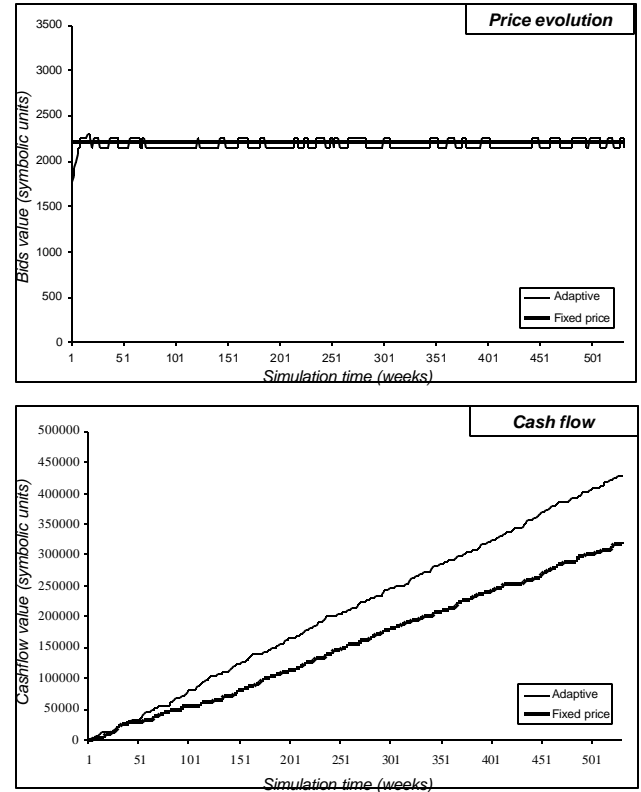 Price evolution
Bids value (symbolic units)
3500
3000
2500
2000
1500
1000
500
0
1 51 101 151 201 251 301 351 401 451 501
Simulation time (weeks)
Adaptive
Fixed price
Cash flow
Cashflow value (symbolic units)
500000
450000
400000
350000
300000
250000
200000
150000
100000
50000
0
1 51 101 151 201 251 301 351 401 451 501
Simulation time (weeks)
Adaptive
Fixed price